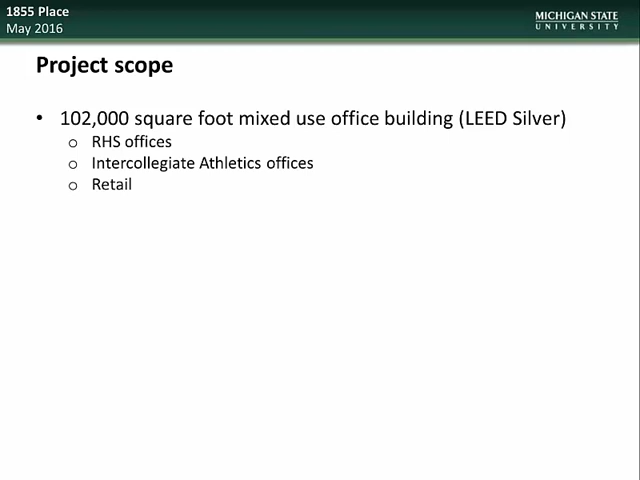 1855 Place
May 2016
MICHIGAN STATE
UNIVERSITY
Project scope
• 102,000 square foot mixed use office building (LEED Silver)
o RHS offices
o Intercollegiate Athletics offices
o Retail